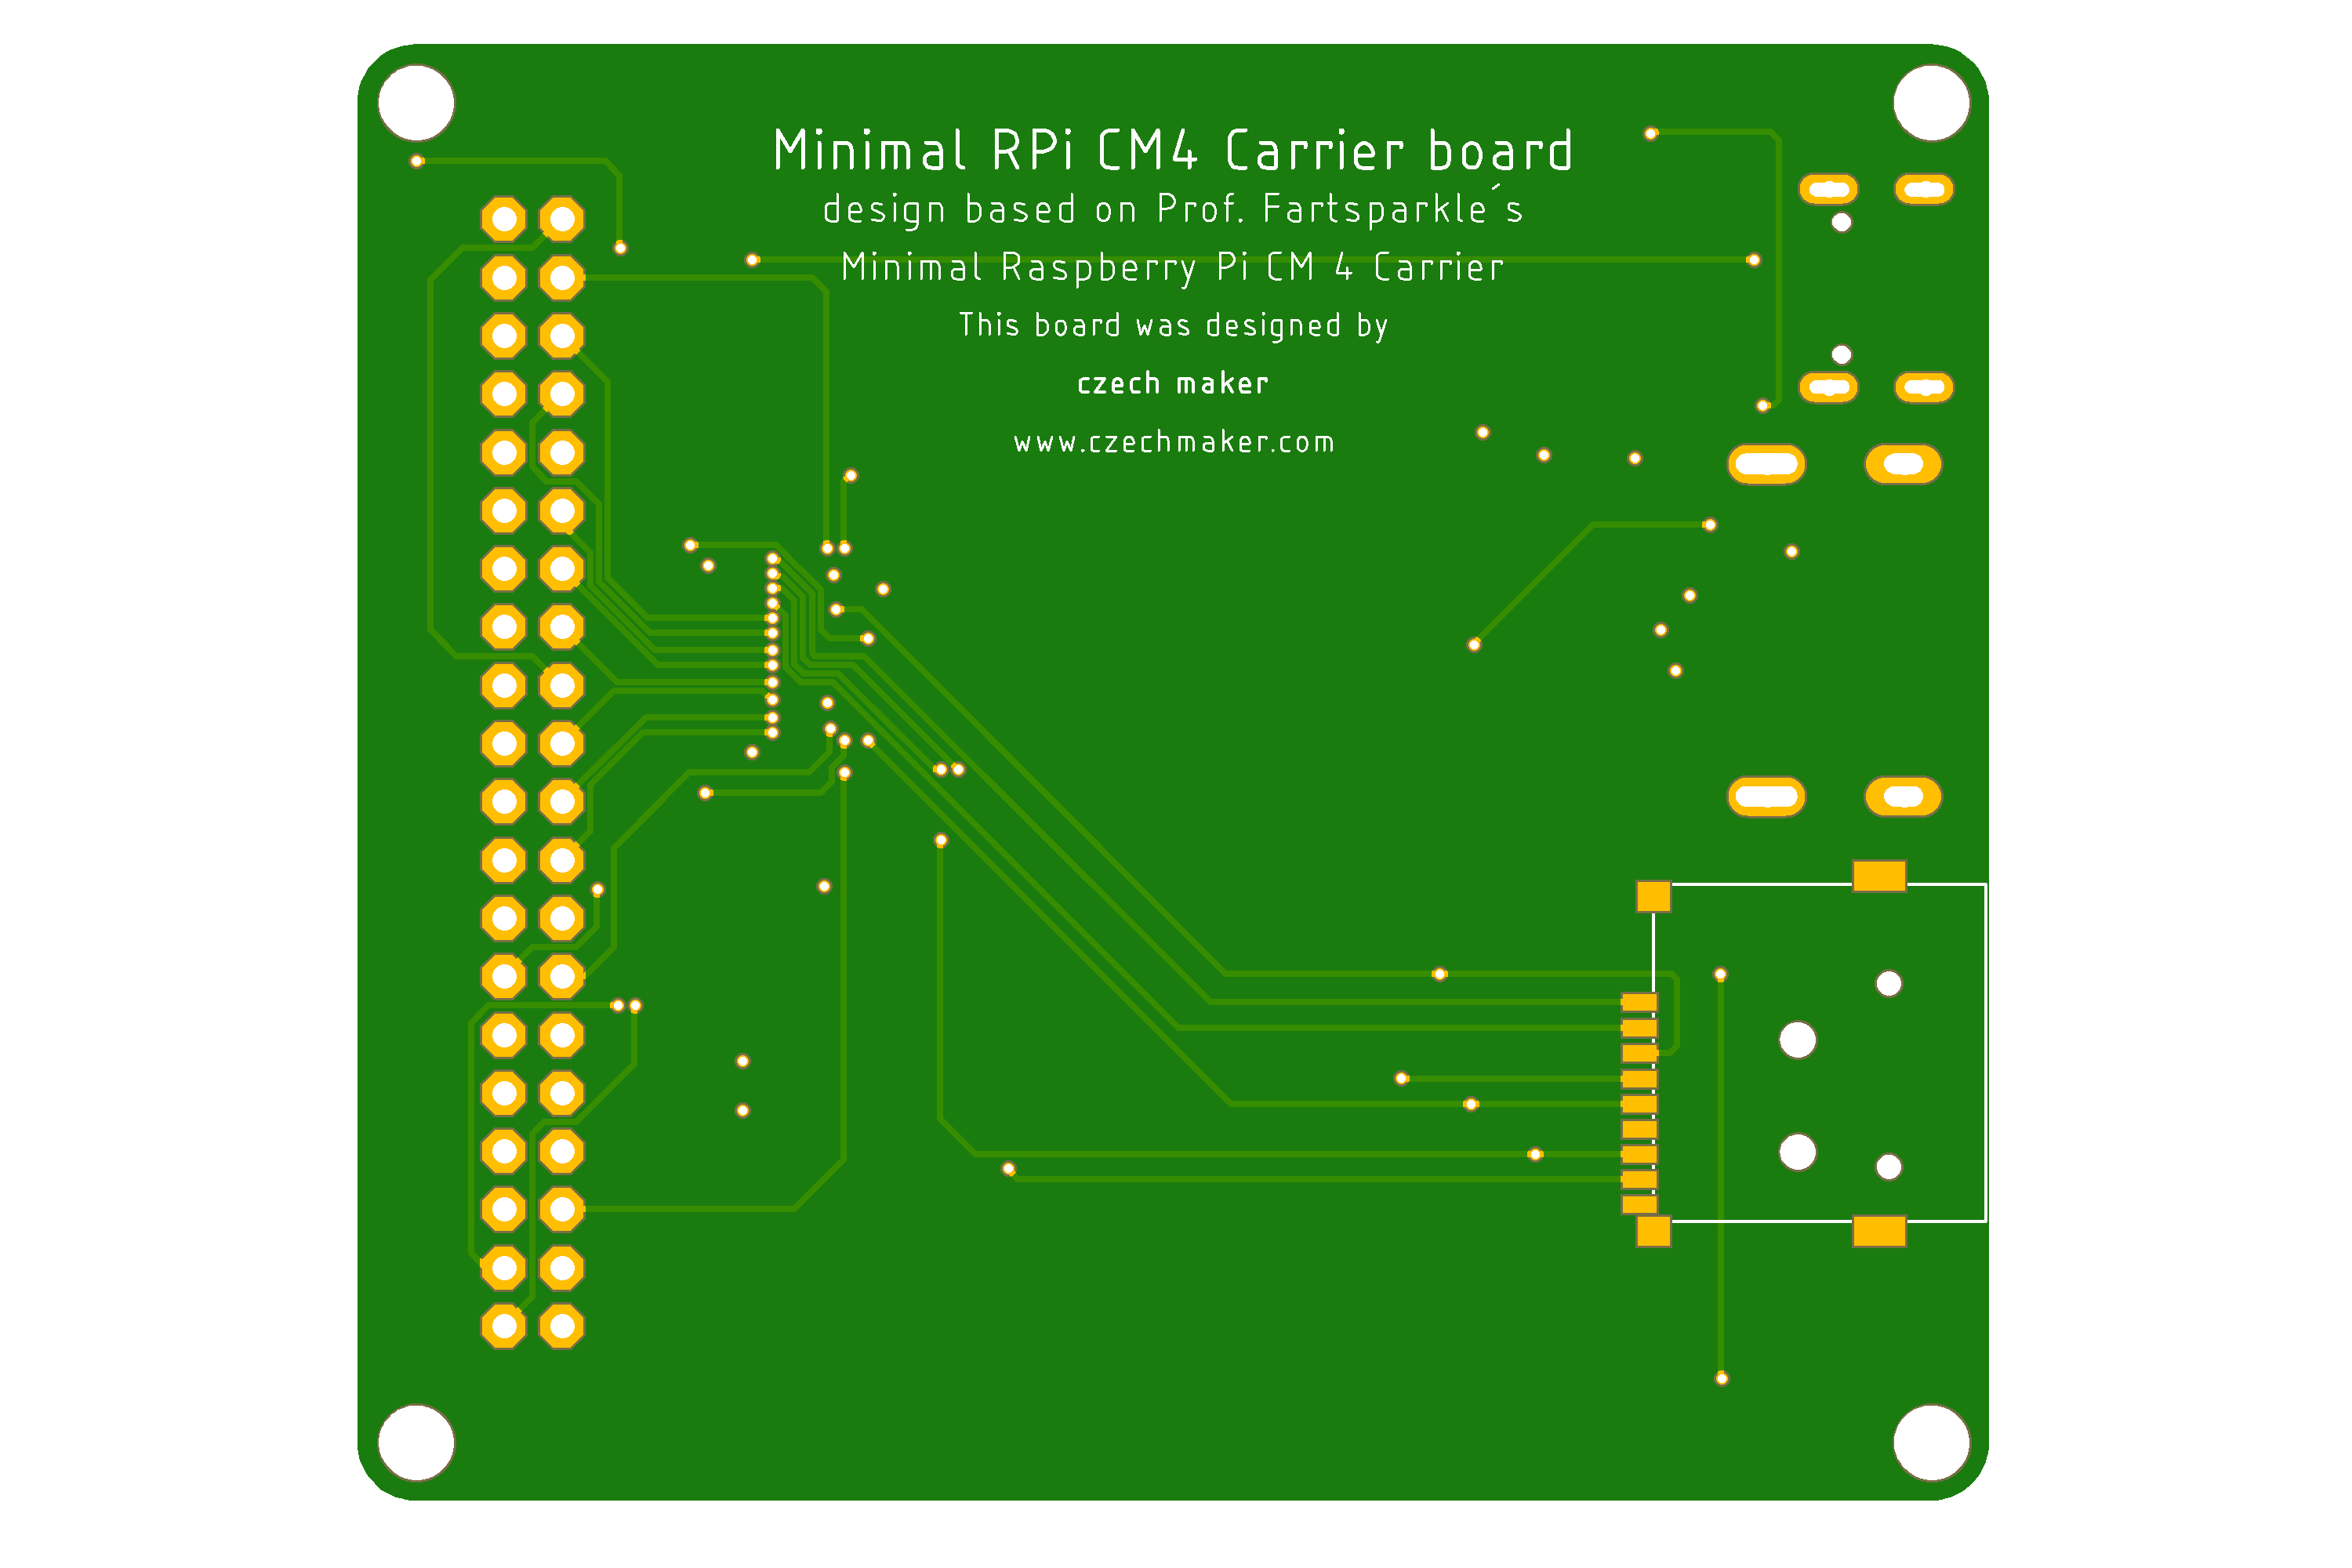 Minimal RPi CM4 Carrier board
design based on Prof. Fartsparkle´s
Minimal Raspberry Pi CM 4 Carrier
This board was designed by
czech maker
www.czechmaker.com